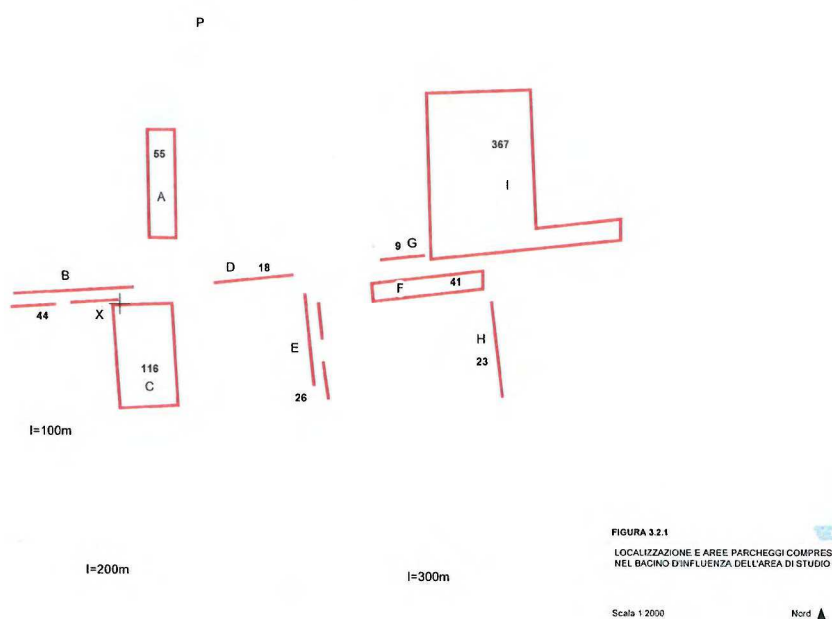 P
55
A
367
I
9 G
D 18
B
F 41
44
X
E
H
23
116
C
26
I=100m
I=200m
I=300m
FIGURA 3.2.1
LOCALIZZAZIONE E AREE PARCHEGGI COMPRES
NEL BACINO D'INFLUENZA DELL'AREA DI STUDIO
Scala 1:2000 Nord